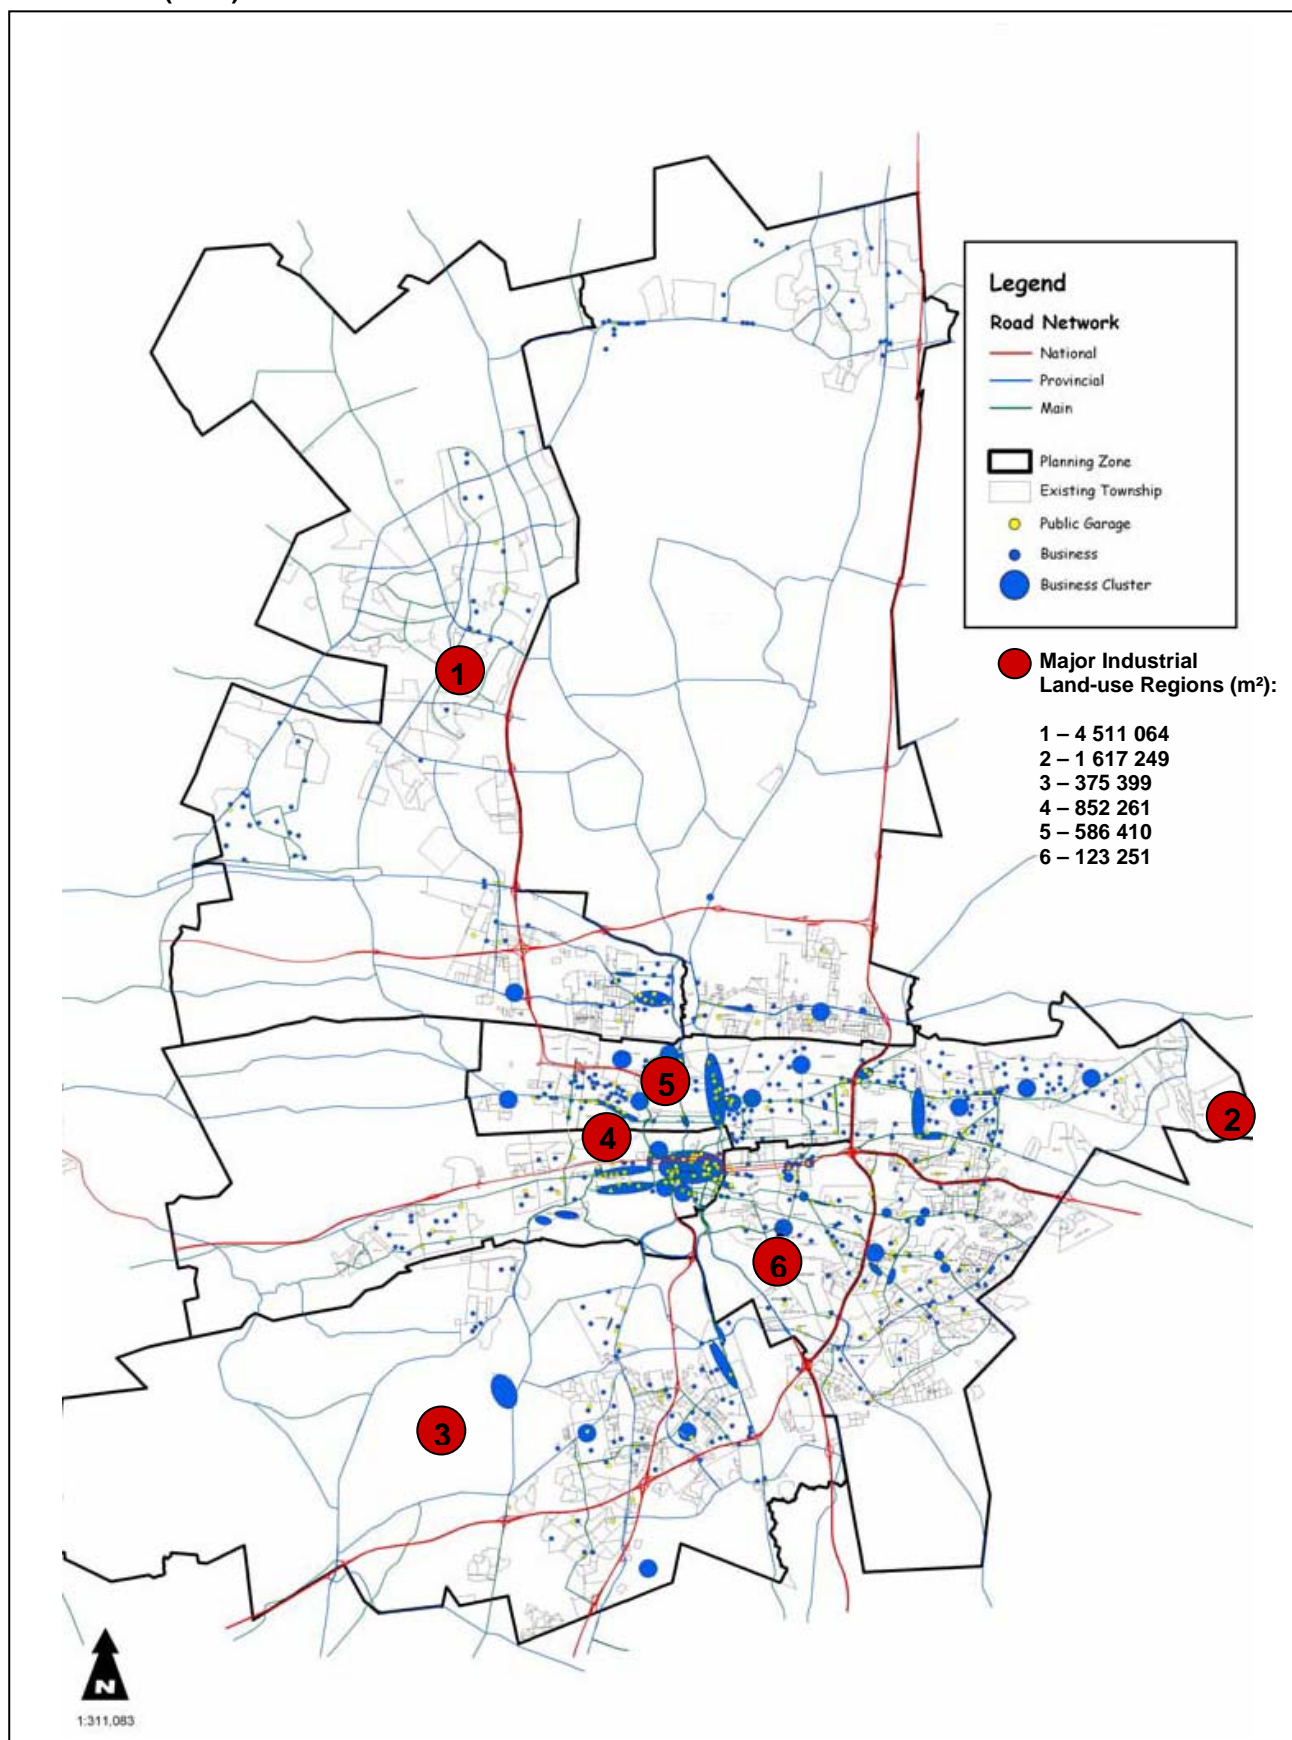 Legend
Road Network
National
Provincial
Main
Planning Zone
Existing Township
Public Garage
Business
Business Cluster
Major Industrial
Land-use Regions (m²):
1 – 4 511 064
2 – 1 617 249
3 – 375 399
4 – 852 261
5 – 586 410
6 – 123 251
1
5
2
4
6
3
N
1:311,083